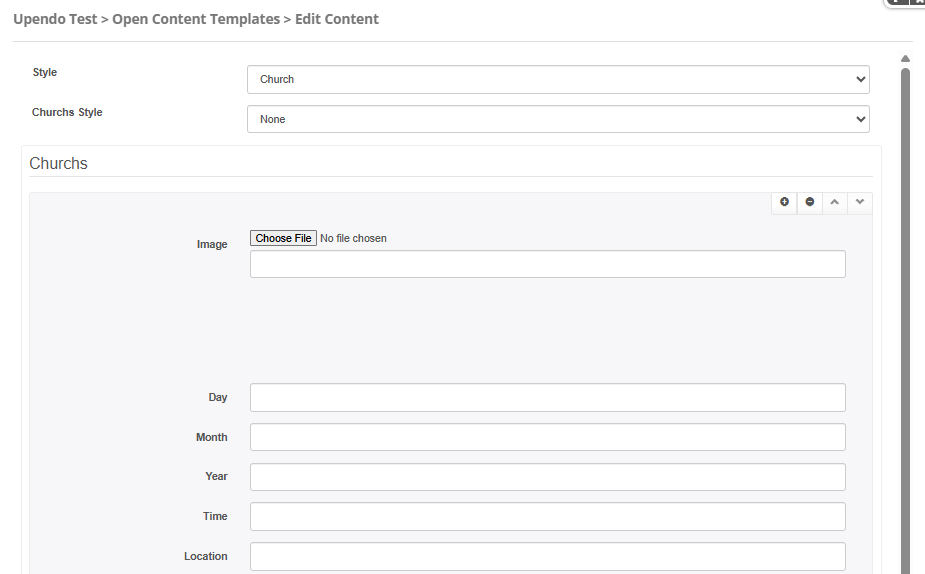 Upendo Test > Open Content Templates > Edit Content
Style
Church
Churchs Style
None
Churchs
Image
Choose File No file chosen
Day
Month
Year
Time
Location